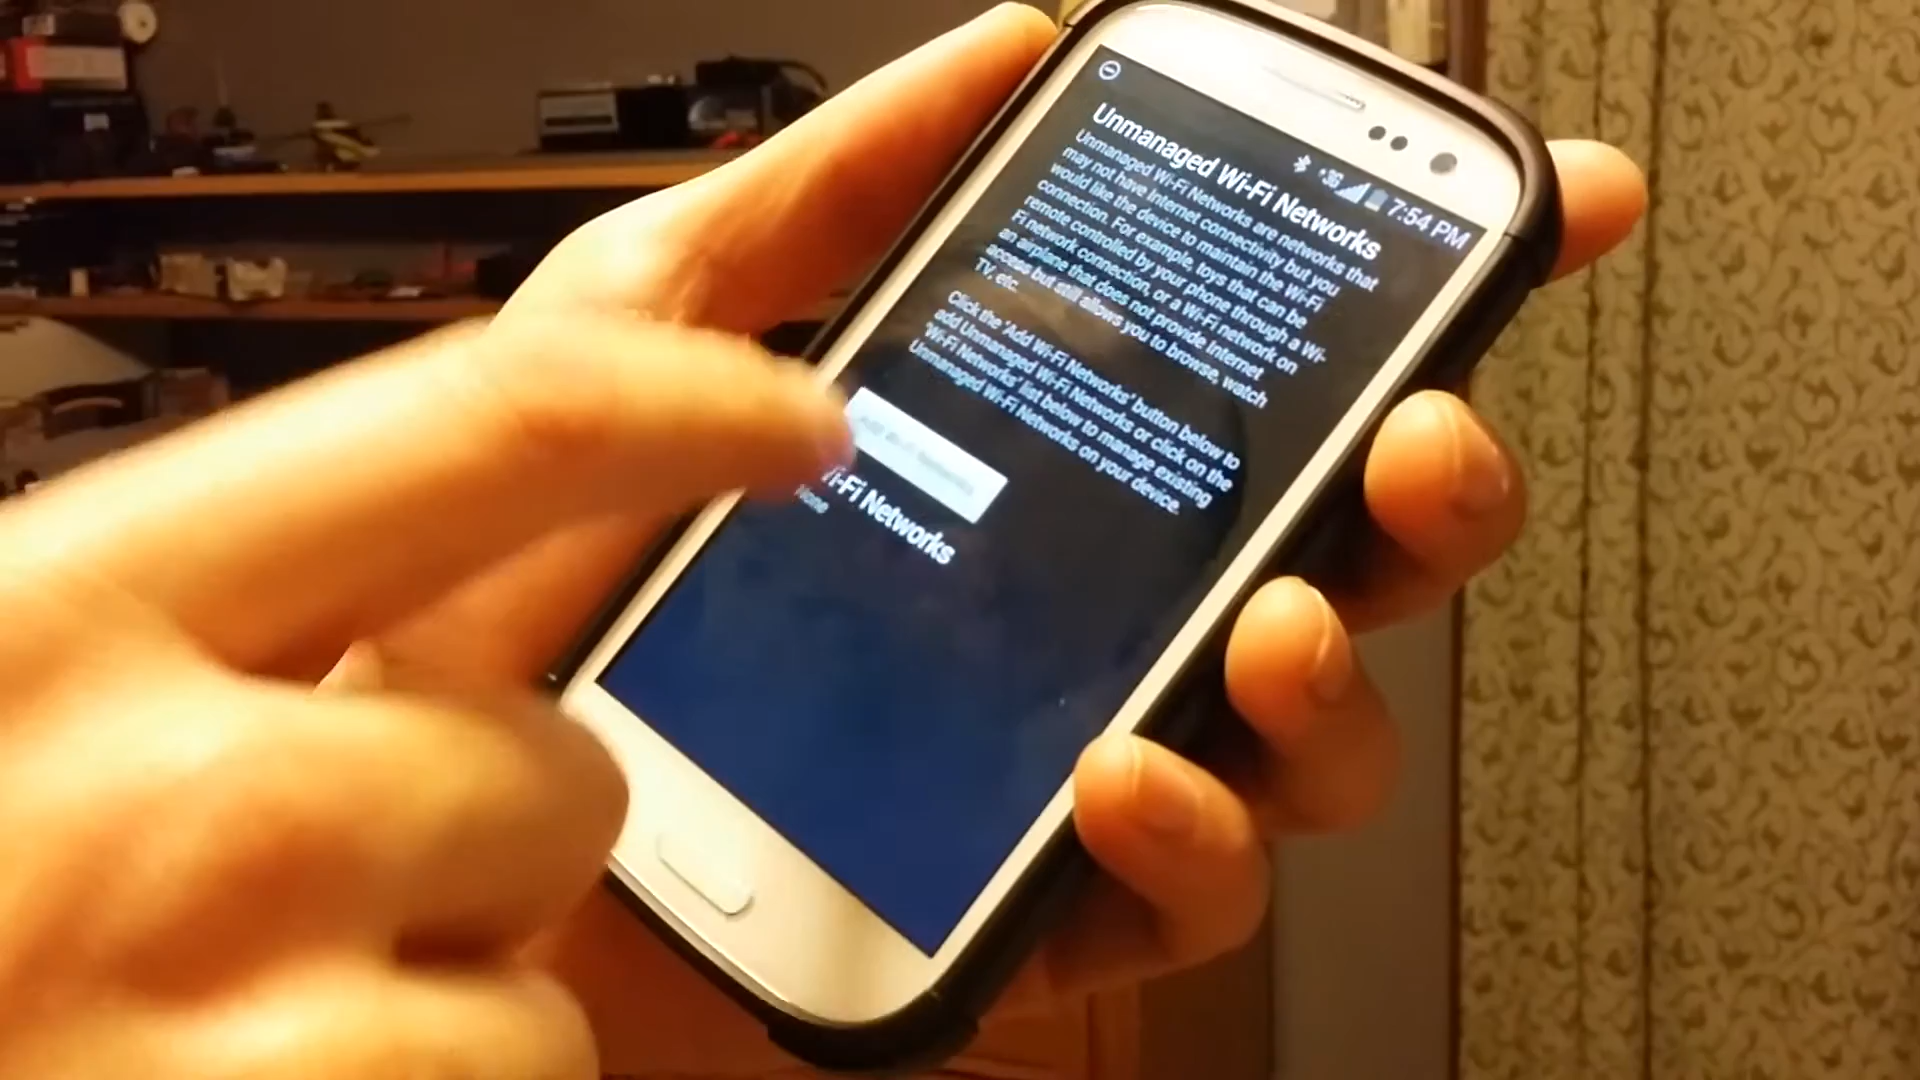 3G 7:54 PM
Unmanaged Wi-Fi Networks
Unmanaged Wi-Fi Networks are networks that
may not have Internet connectivity but you
would like the device to maintain the Wi-Fi
connection. For example, toys that can be
remote controlled by your phone through a Wi-
Fi network connection, or a Wi-Fi network on
an airplane that does not provide Internet
access but still allows you to browse, watch
TV, etc.
Click the 'Add Wi-Fi Networks' button below to
add Unmanaged Wi-Fi Networks or click on the
'Wi-Fi Networks' list below to manage existing
Unmanaged Wi-Fi Networks on your device.
Add Wi-Fi Networks
i-Fi Networks
Home